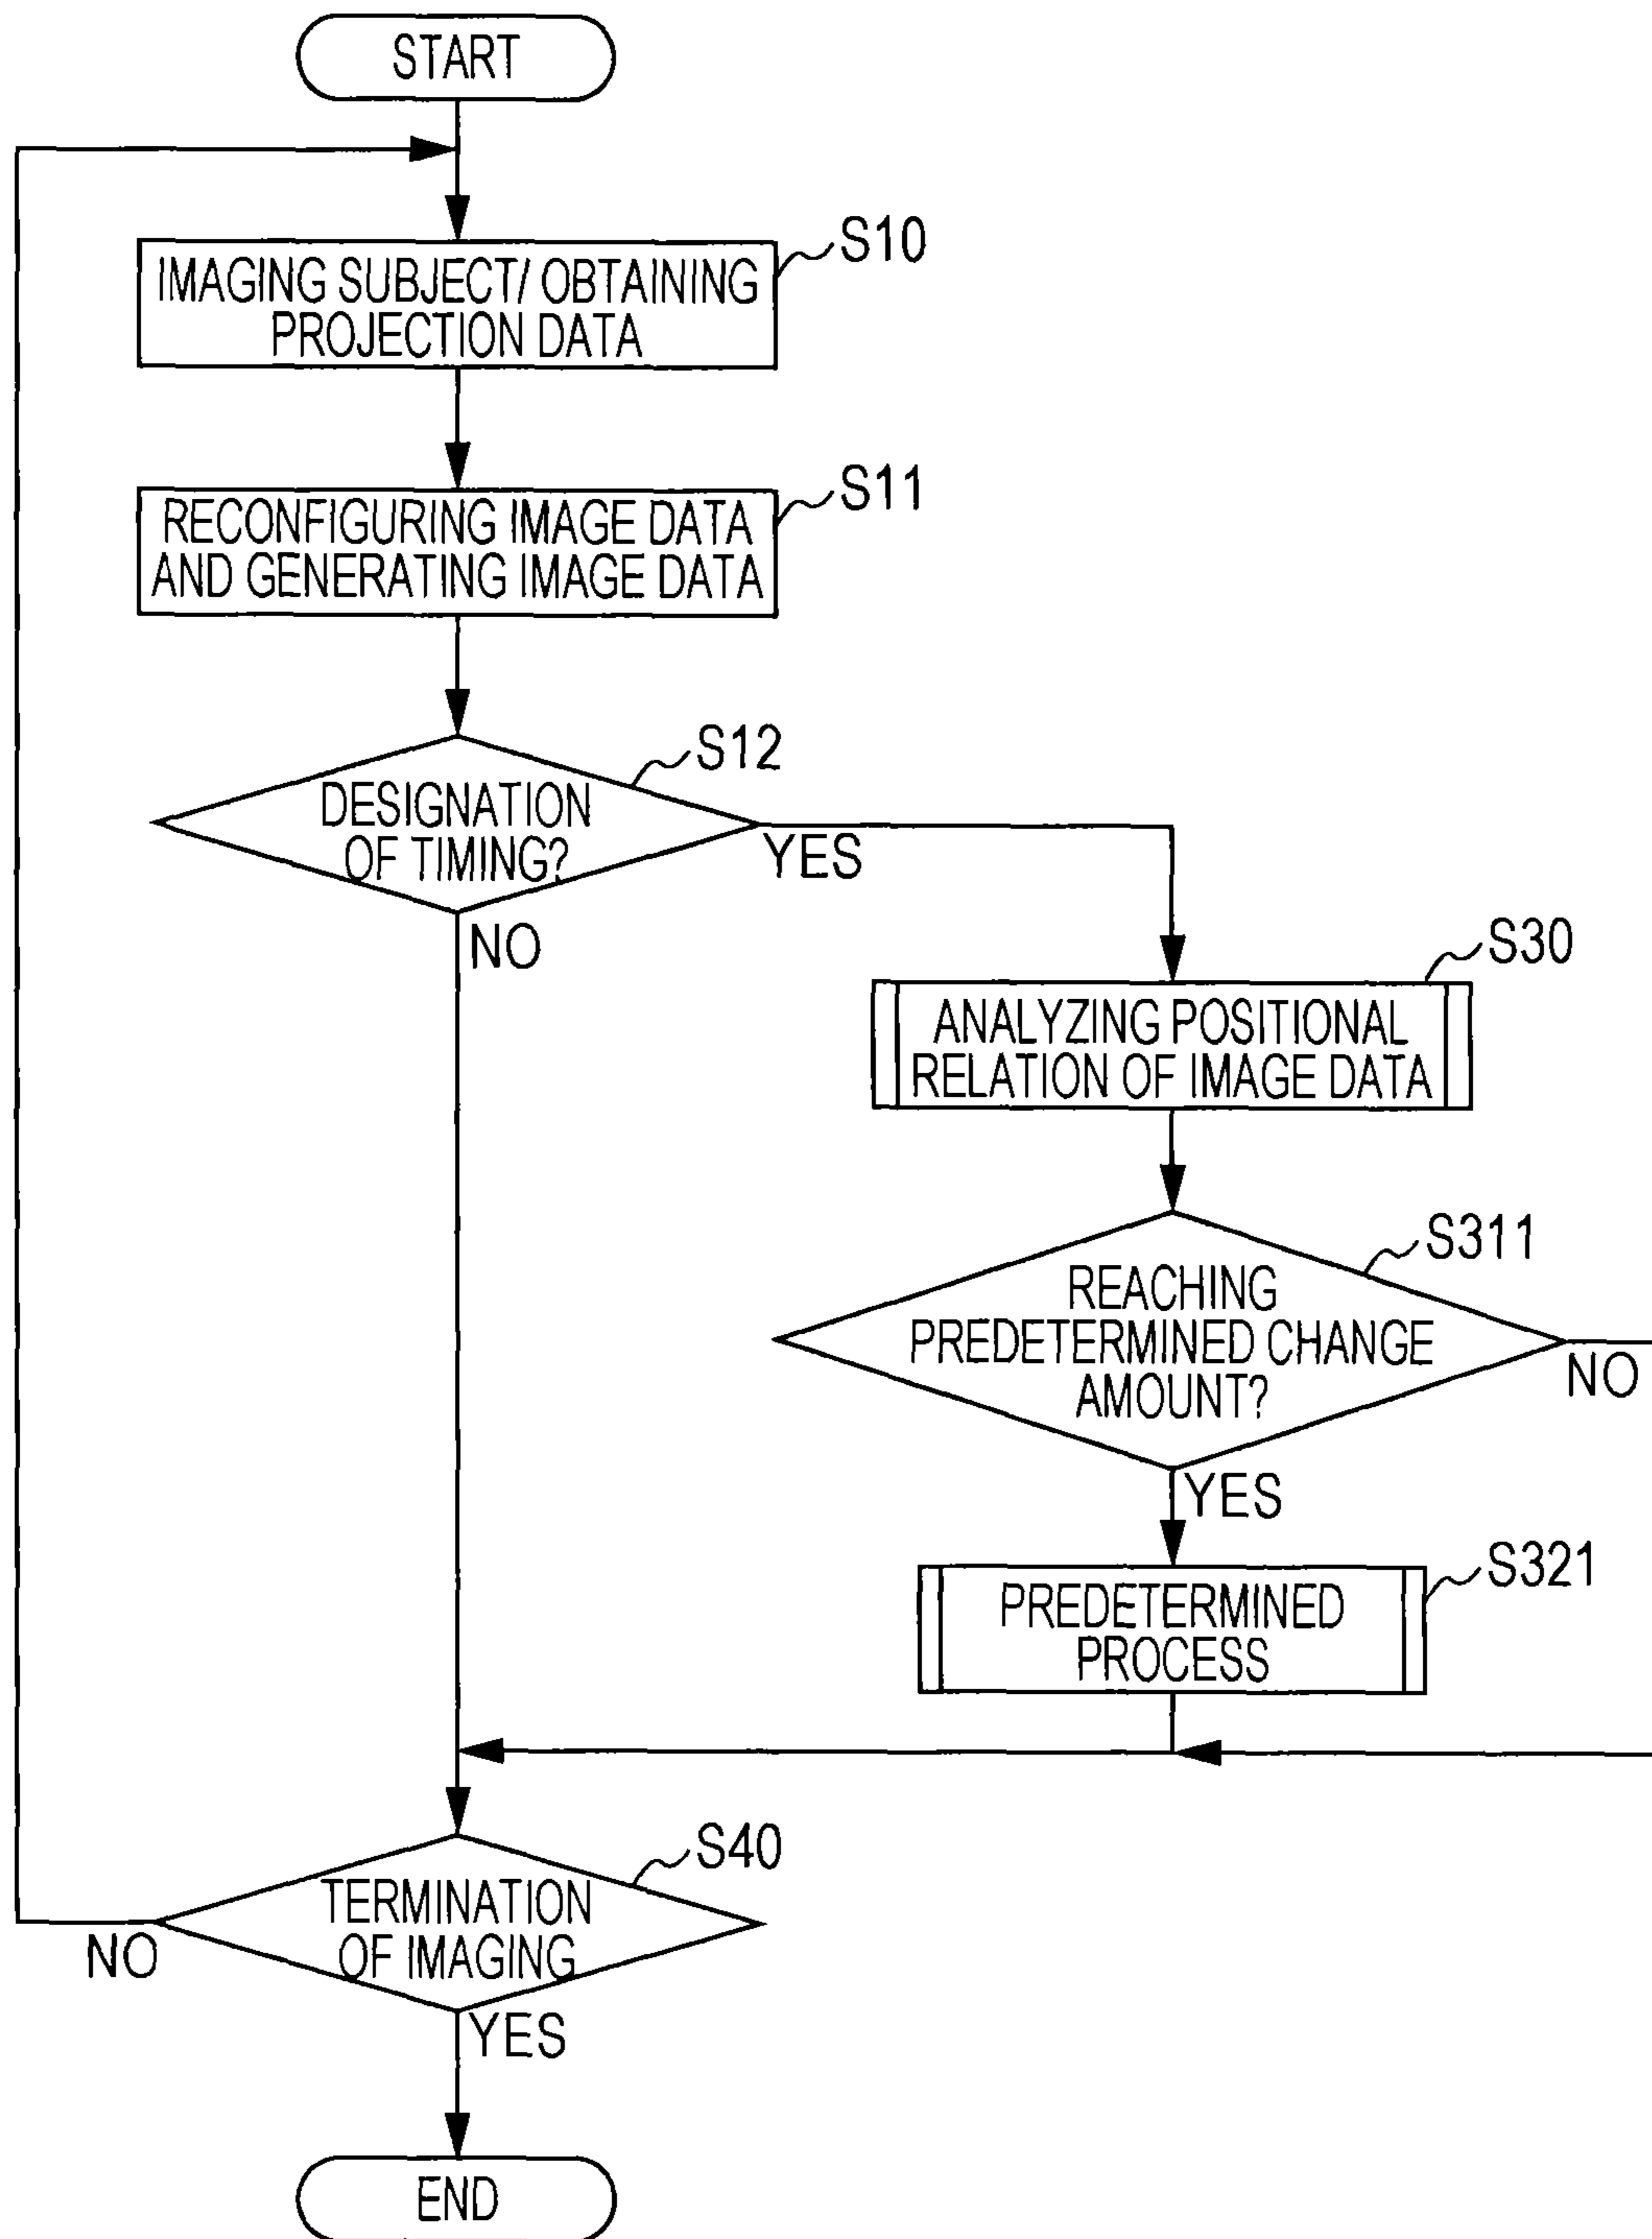 START
S10
IMAGING SUBJECT/ OBTAINING
PROJECTION DATA
S11
RECONFIGURING IMAGE DATA
AND GENERATING IMAGE DATA
S12
DESIGNATION
OF TIMING?
YES
NO
S30
ANALYZING POSITIONAL
RELATION OF IMAGE DATA
S311
REACHING
PREDETERMINED CHANGE
AMOUNT?
NO
YES
S321
PREDETERMINED
PROCESS
S40
TERMINATION
OF IMAGING
NO
YES
END